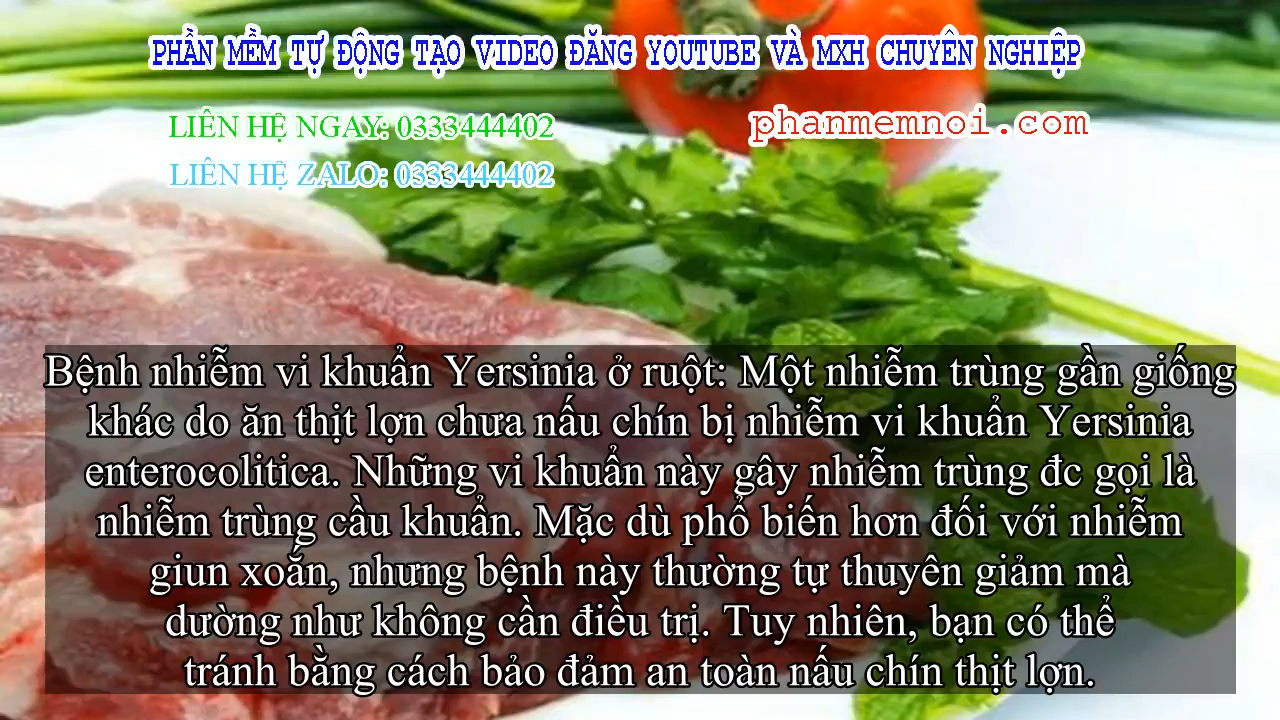 PHẦN MỀM TỰ ĐỘNG TẠO VIDEO ĐĂNG YOUTUBE VÀ MXH CHUYÊN NGHIỆP
LIÊN HỆ NGAY: 0333444402
phanmemnoi.com
LIÊN HỆ ZALO: 0333444402
Bệnh nhiễm vi khuẩn Yersinia ở ruột: Một nhiễm trùng gần giống
khác do ăn thịt lợn chưa nấu chín bị nhiễm vi khuẩn Yersinia
enterocolitica. Những vi khuẩn này gây nhiễm trùng đc gọi là
nhiễm trùng cầu khuẩn. Mặc dù phổ biến hơn đối với nhiễm
giun xoắn, nhưng bệnh này thường tự thuyên giảm mà
dường như không cần điều trị. Tuy nhiên, bạn có thể
tránh bằng cách bảo đảm an toàn nấu chín thịt lợn.